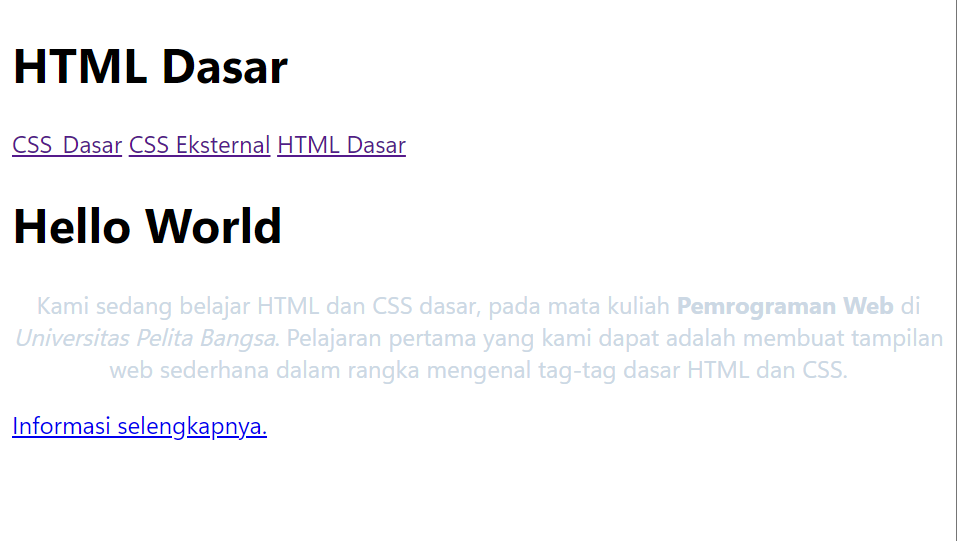 HTML Dasar
CSS Dasar CSS Eksternal HTML Dasar
Hello World
Kami sedang belajar HTML dan CSS dasar, pada mata kuliah Pemrograman Web di
Universitas Pelita Bangsa. Pelajaran pertama yang kami dapat adalah membuat tampilan
web sederhana dalam rangka mengenal tag-tag dasar HTML dan CSS.
Informasi selengkapnya.